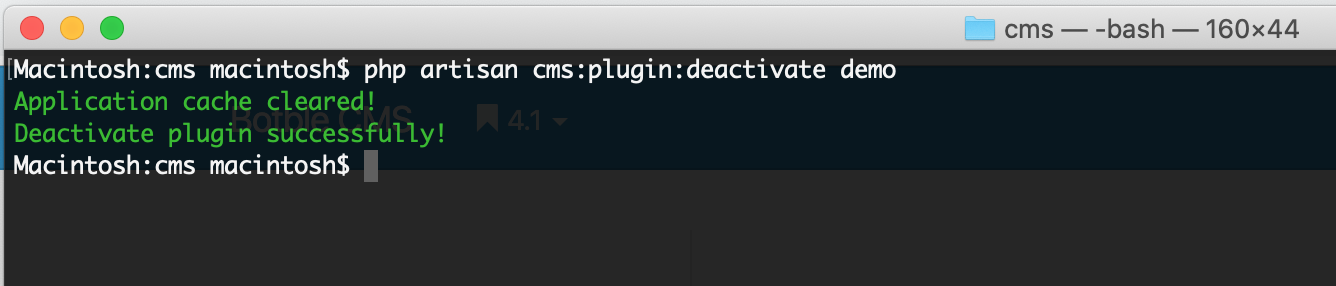 cms — -bash — 160×44
[Macintosh:cms macintosh$ php artisan cms:plugin:deactivate demo
Application cache cleared!
Botble CMS 4.1
Deactivate plugin successfully!
Macintosh:cms macintosh$